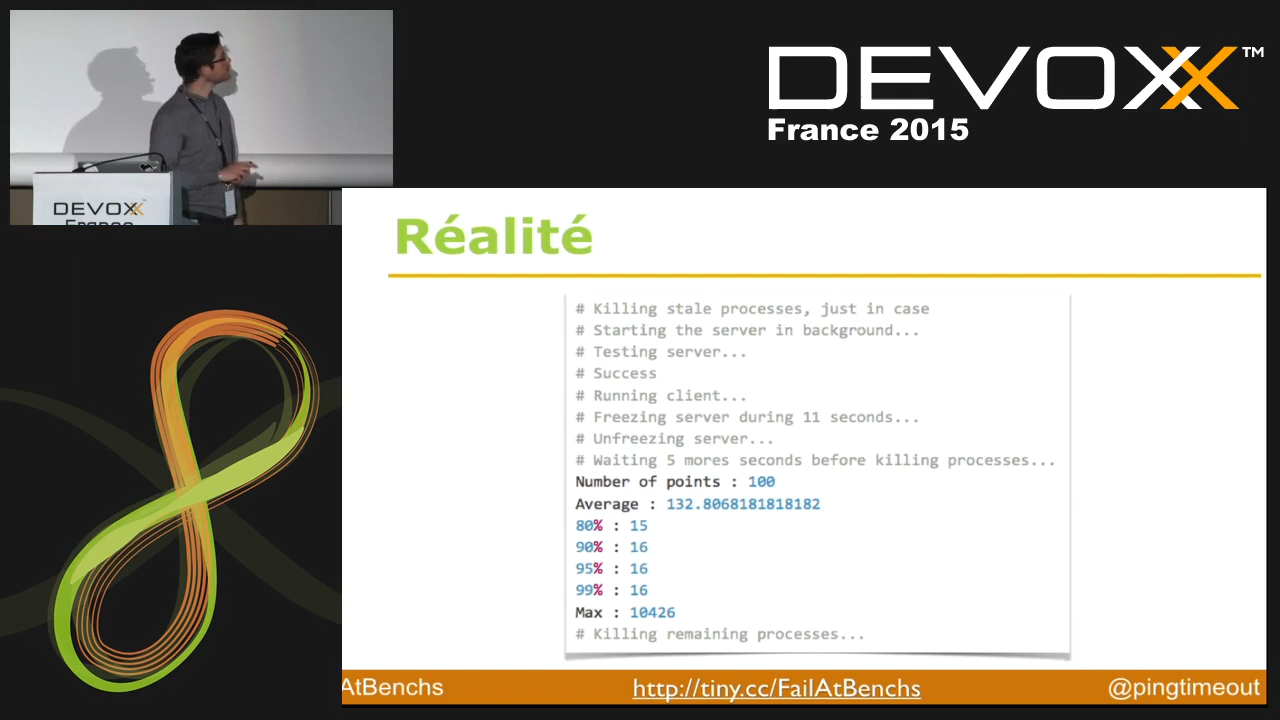 DEVOXX™
France 2015
DEVOXX
France
Réalité
# Killing stale processes, just in case
# Starting the server in background...
# Testing server...
# Success
# Running client...
# Freezing server during 11 seconds...
# Unfreezing server...
# Waiting 5 mores seconds before killing processes...
Number of points : 100
Average : 132.8068181818182
80% : 15
90% : 16
95% : 16
99% : 16
Max : 10426
# Killing remaining processes...
AtBenchs
http://tiny.cc/FailAtBenchs
@pingtimeout